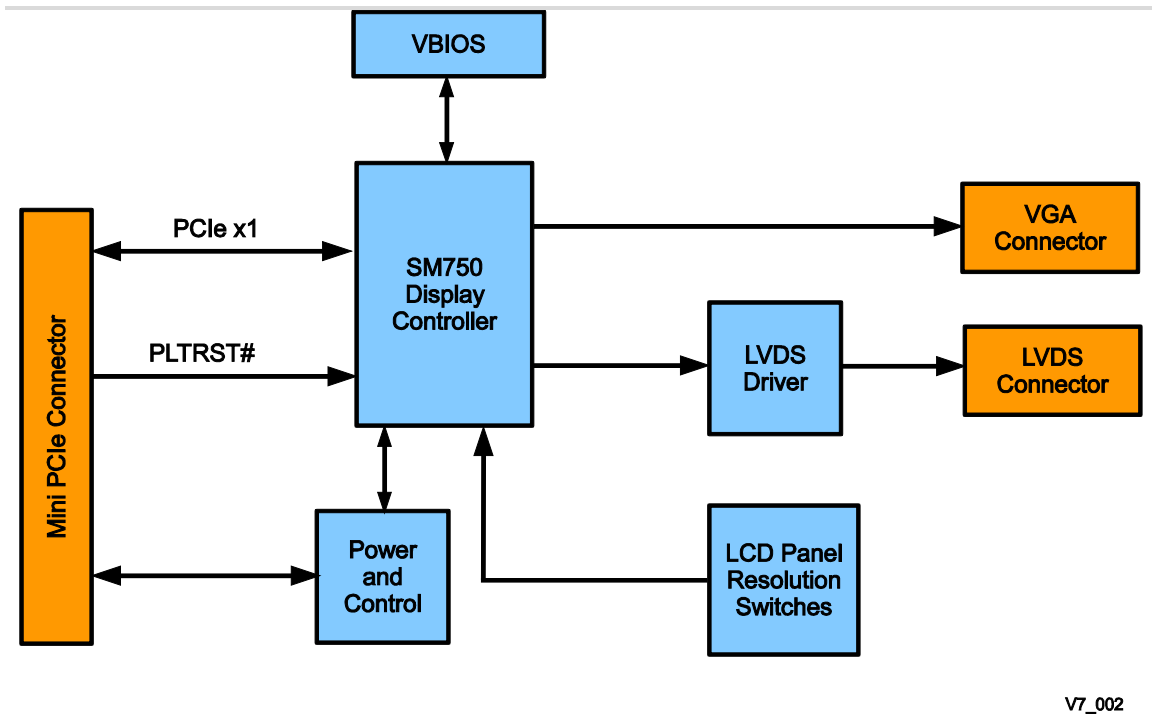 VBIOS
PCIe x1
SM750
Display
Controller
VGA
Connector
PLTRST#
LVDS
Driver
LVDS
Connector
Mini PCIe Connector
Power
and
Control
LCD Panel
Resolution
Switches
V7_002